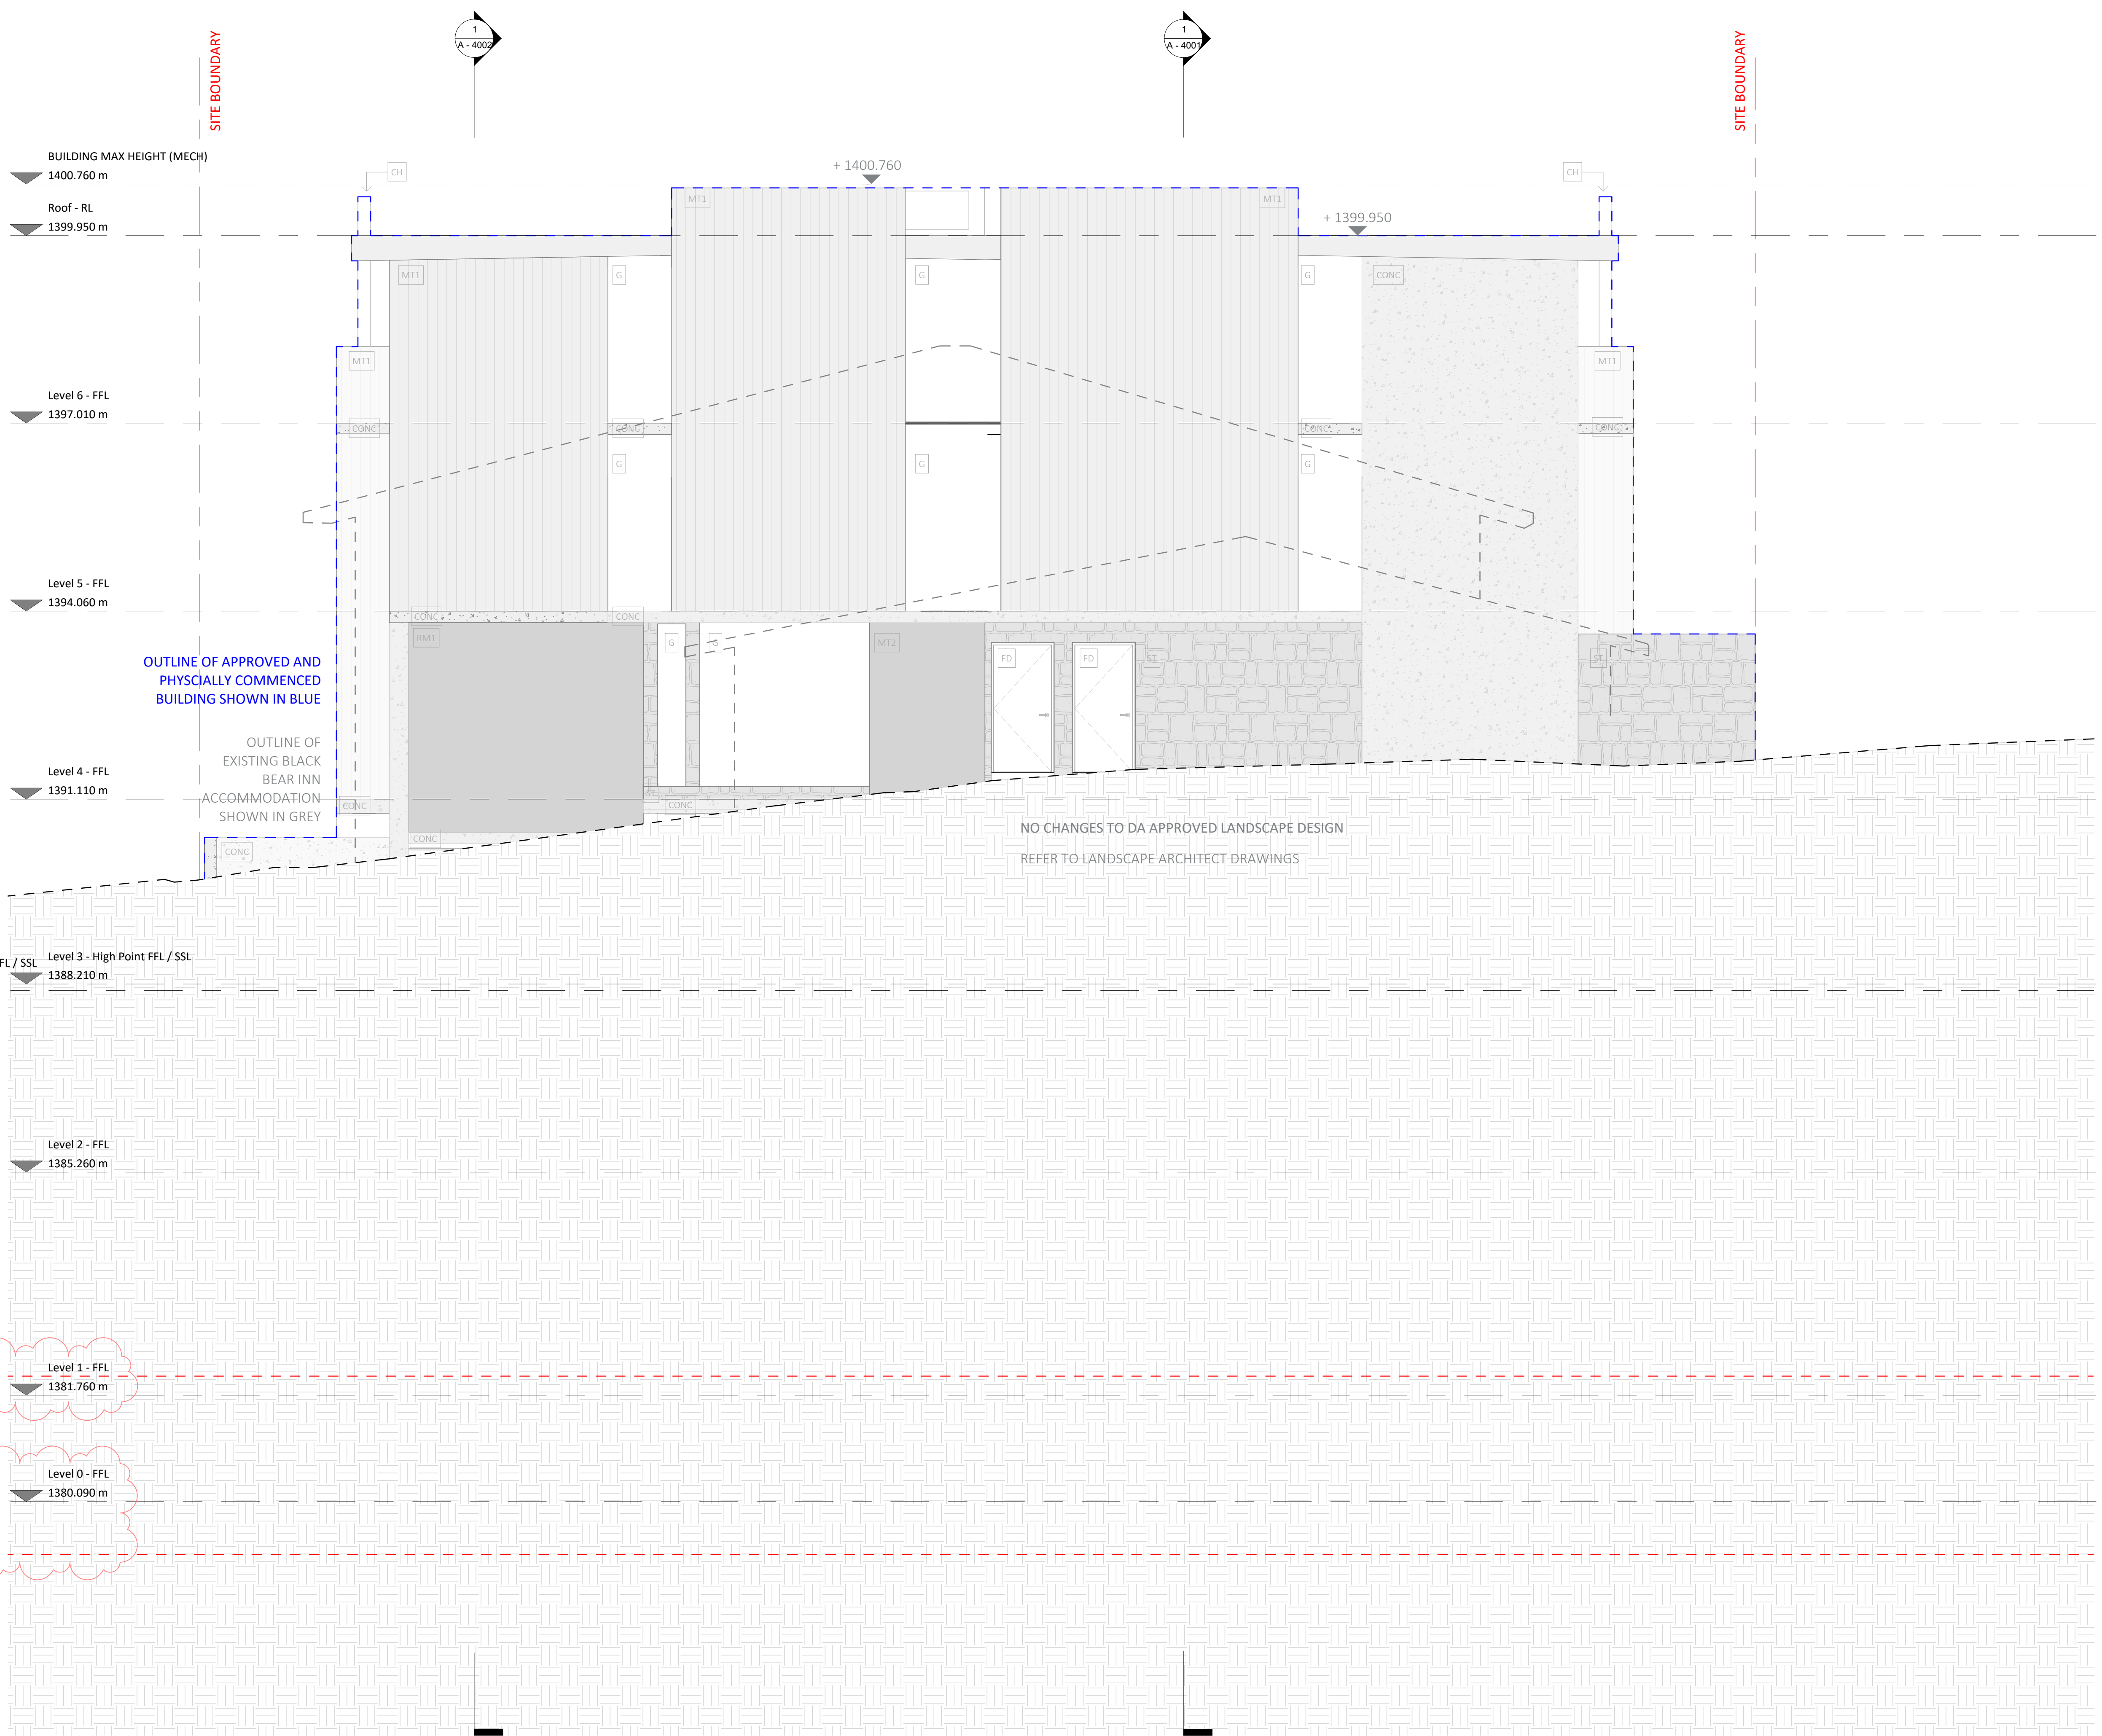 1
A - 4002
1
A - 4001
SITE BOUNDARY
SITE BOUNDARY
BUILDING MAX HEIGHT (MECH)
1400.760 m
CH
+ 1400.760
CH
MT1
MT1
Roof - RL
1399.950 m
+ 1399.950
MT1
G
G
G
CONC
MT1
MT1
Level 6 - FFL
1397.010 m
CONC
CONC
CONC
CONC
G
G
G
Level 5 - FFL
1394.060 m
CONC
CONC
RM1
G
G
MT2
FD
FD
ST
ST
OUTLINE OF APPROVED AND
PHYSCIALLY COMMENCED
BUILDING SHOWN IN BLUE
OUTLINE OF
EXISTING BLACK
BEAR INN
ACCOMMODATION
SHOWN IN GREY
Level 4 - FFL
1391.110 m
CONC
ST
CONC
CONC
CONC
NO CHANGES TO DA APPROVED LANDSCAPE DESIGN
REFER TO LANDSCAPE ARCHITECT DRAWINGS
FL / SSL
Level 3 - High Point FFL / SSL
1388.210 m
Level 2 - FFL
1385.260 m
Level 1 - FFL
1381.760 m
Level 0 - FFL
1380.090 m